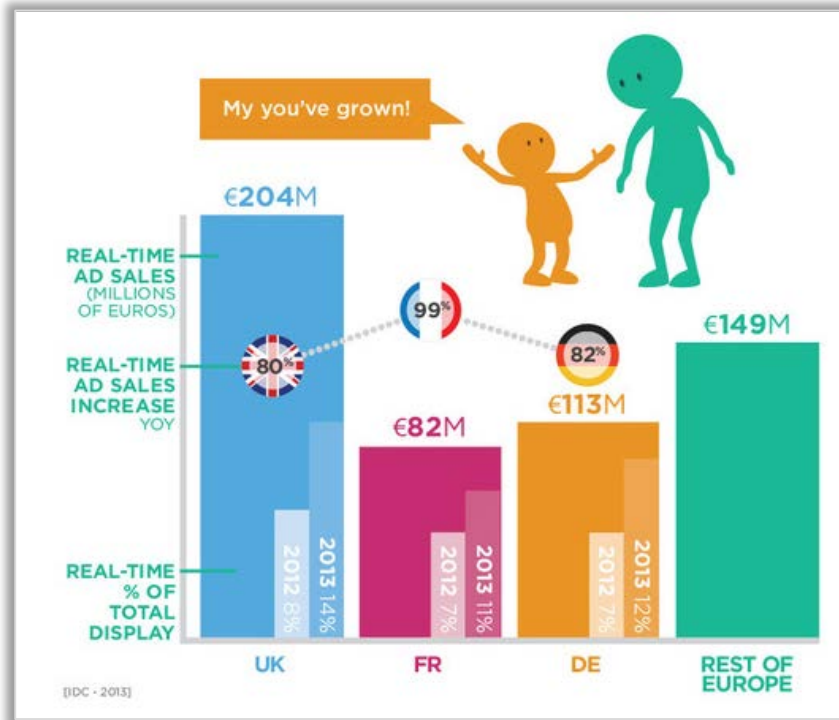 My you've grown!
€204M
REAL-TIME
AD SALES
(MILLIONS
OF EUROS)
99%
€149M
80%
82%
REAL-TIME
AD SALES
INCREASE
YOY
€113M
€82M
2012 8%
2013 14%
2012 7%
2013 11%
2012 7%
2013 12%
REAL-TIME
% OF
TOTAL
DISPLAY
UK
FR
DE
REST OF
EUROPE
[IDC - 2013]